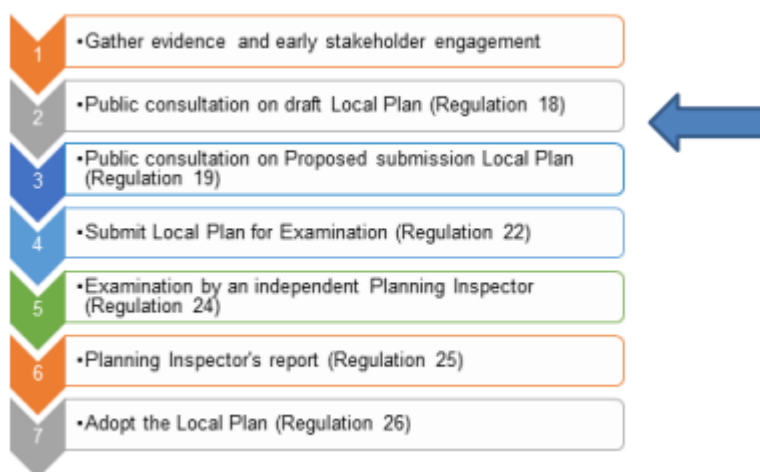 1
•Gather evidence and early stakeholder engagement
2
•Public consultation on draft Local Plan (Regulation 18)
3
•Public consultation on Proposed submission Local Plan
(Regulation 19)
4
•Submit Local Plan for Examination (Regulation 22)
5
•Examination by an independent Planning Inspector
(Regulation 24)
6
•Planning Inspector's report (Regulation 25)
7
•Adopt the Local Plan (Regulation 26)